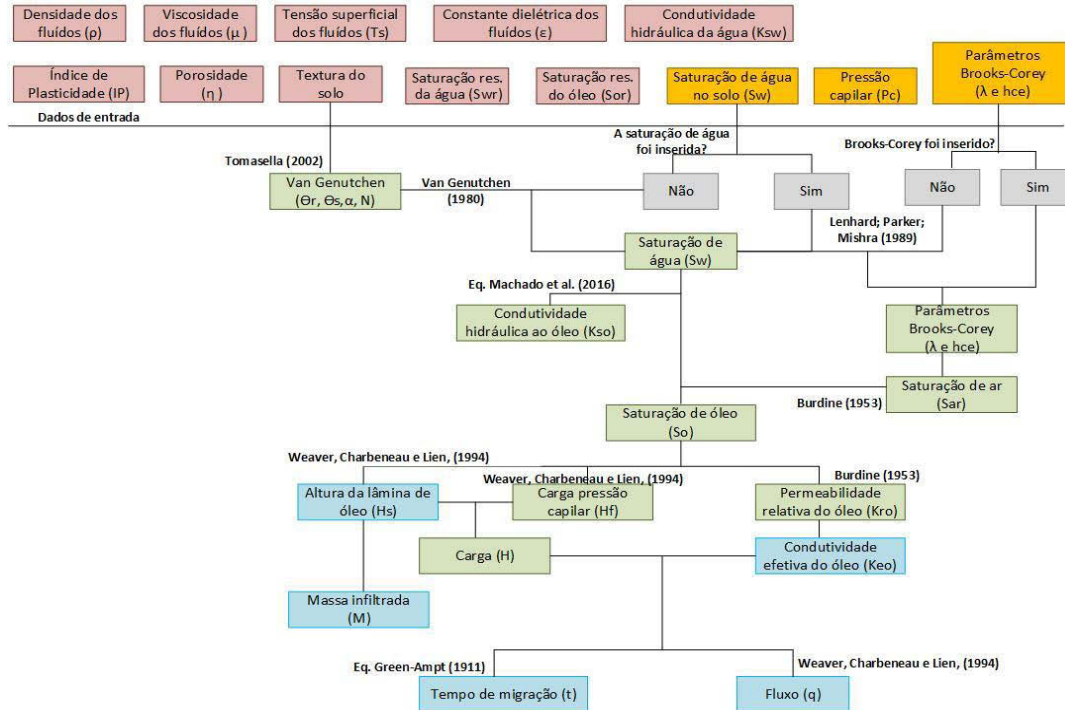 Densidade dos
fluídos (ρ)
Viscosidade
dos fluídos (μ )
Tensão superficial
dos fluídos (Ts)
Constante dielétrica dos
fluídos (ε)
Condutividade
hidráulica da água (Ksw)
Índice de
Plasticidade (IP)
Porosidade
(η )
Textura do
solo
Saturação res.
da água (Swr)
Saturação res.
do óleo (Sor)
Saturação de água
no solo (Sw)
Pressão
capilar (Pc)
Parâmetros
Brooks-Corey
(λ e hce)
Dados de entrada
A saturação de água
foi inserida?
Brooks-Corey foi inserido?
Tomasella (2002)
Van Genutchen
(Θr, Θs,α, N)
Van Genutchen
(1980)
Não
Sim
Não
Sim
Lenhard; Parker;
Mishra (1989)
Saturação de
água (Sw)
Eq. Machado et al. (2016)
Condutividade
hidráulica ao óleo (Kso)
Parâmetros
Brooks-Corey
(λ e hce)
Saturação de ar
(Sar)
Burdine (1953)
Saturação de óleo
(So)
Weaver, Charbeneau e Lien, (1994)
Weaver, Charbeneau e Lien, (1994)
Burdine (1953)
Altura da lâmina de
óleo (Hs)
Carga pressão
capilar (Hf)
Permeabilidade
relativa do óleo (Kro)
Carga (H)
Condutividade
efetiva do óleo (Keo)
Massa infiltrada
(M)
Eq. Green-Ampt (1911)
Weaver, Charbeneau e Lien, (1994)
Tempo de migração (t)
Fluxo (q)